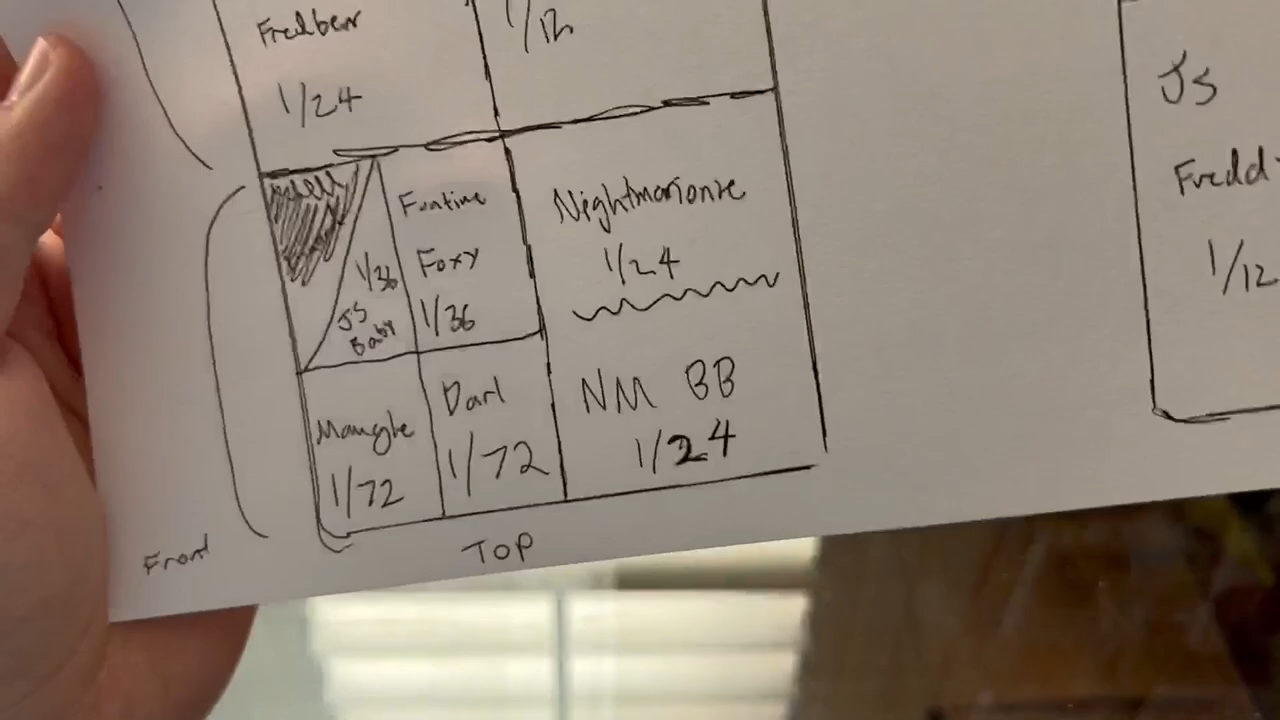 Fredbear
1/24
1/12
JS
Fredd
1/12
1/36
JS
Baby
Funtime
Foxy
1/36
Nightmarionne
1/24
Mangle
1/72
Darl
1/72
NM BB
1/24
Front
TOP